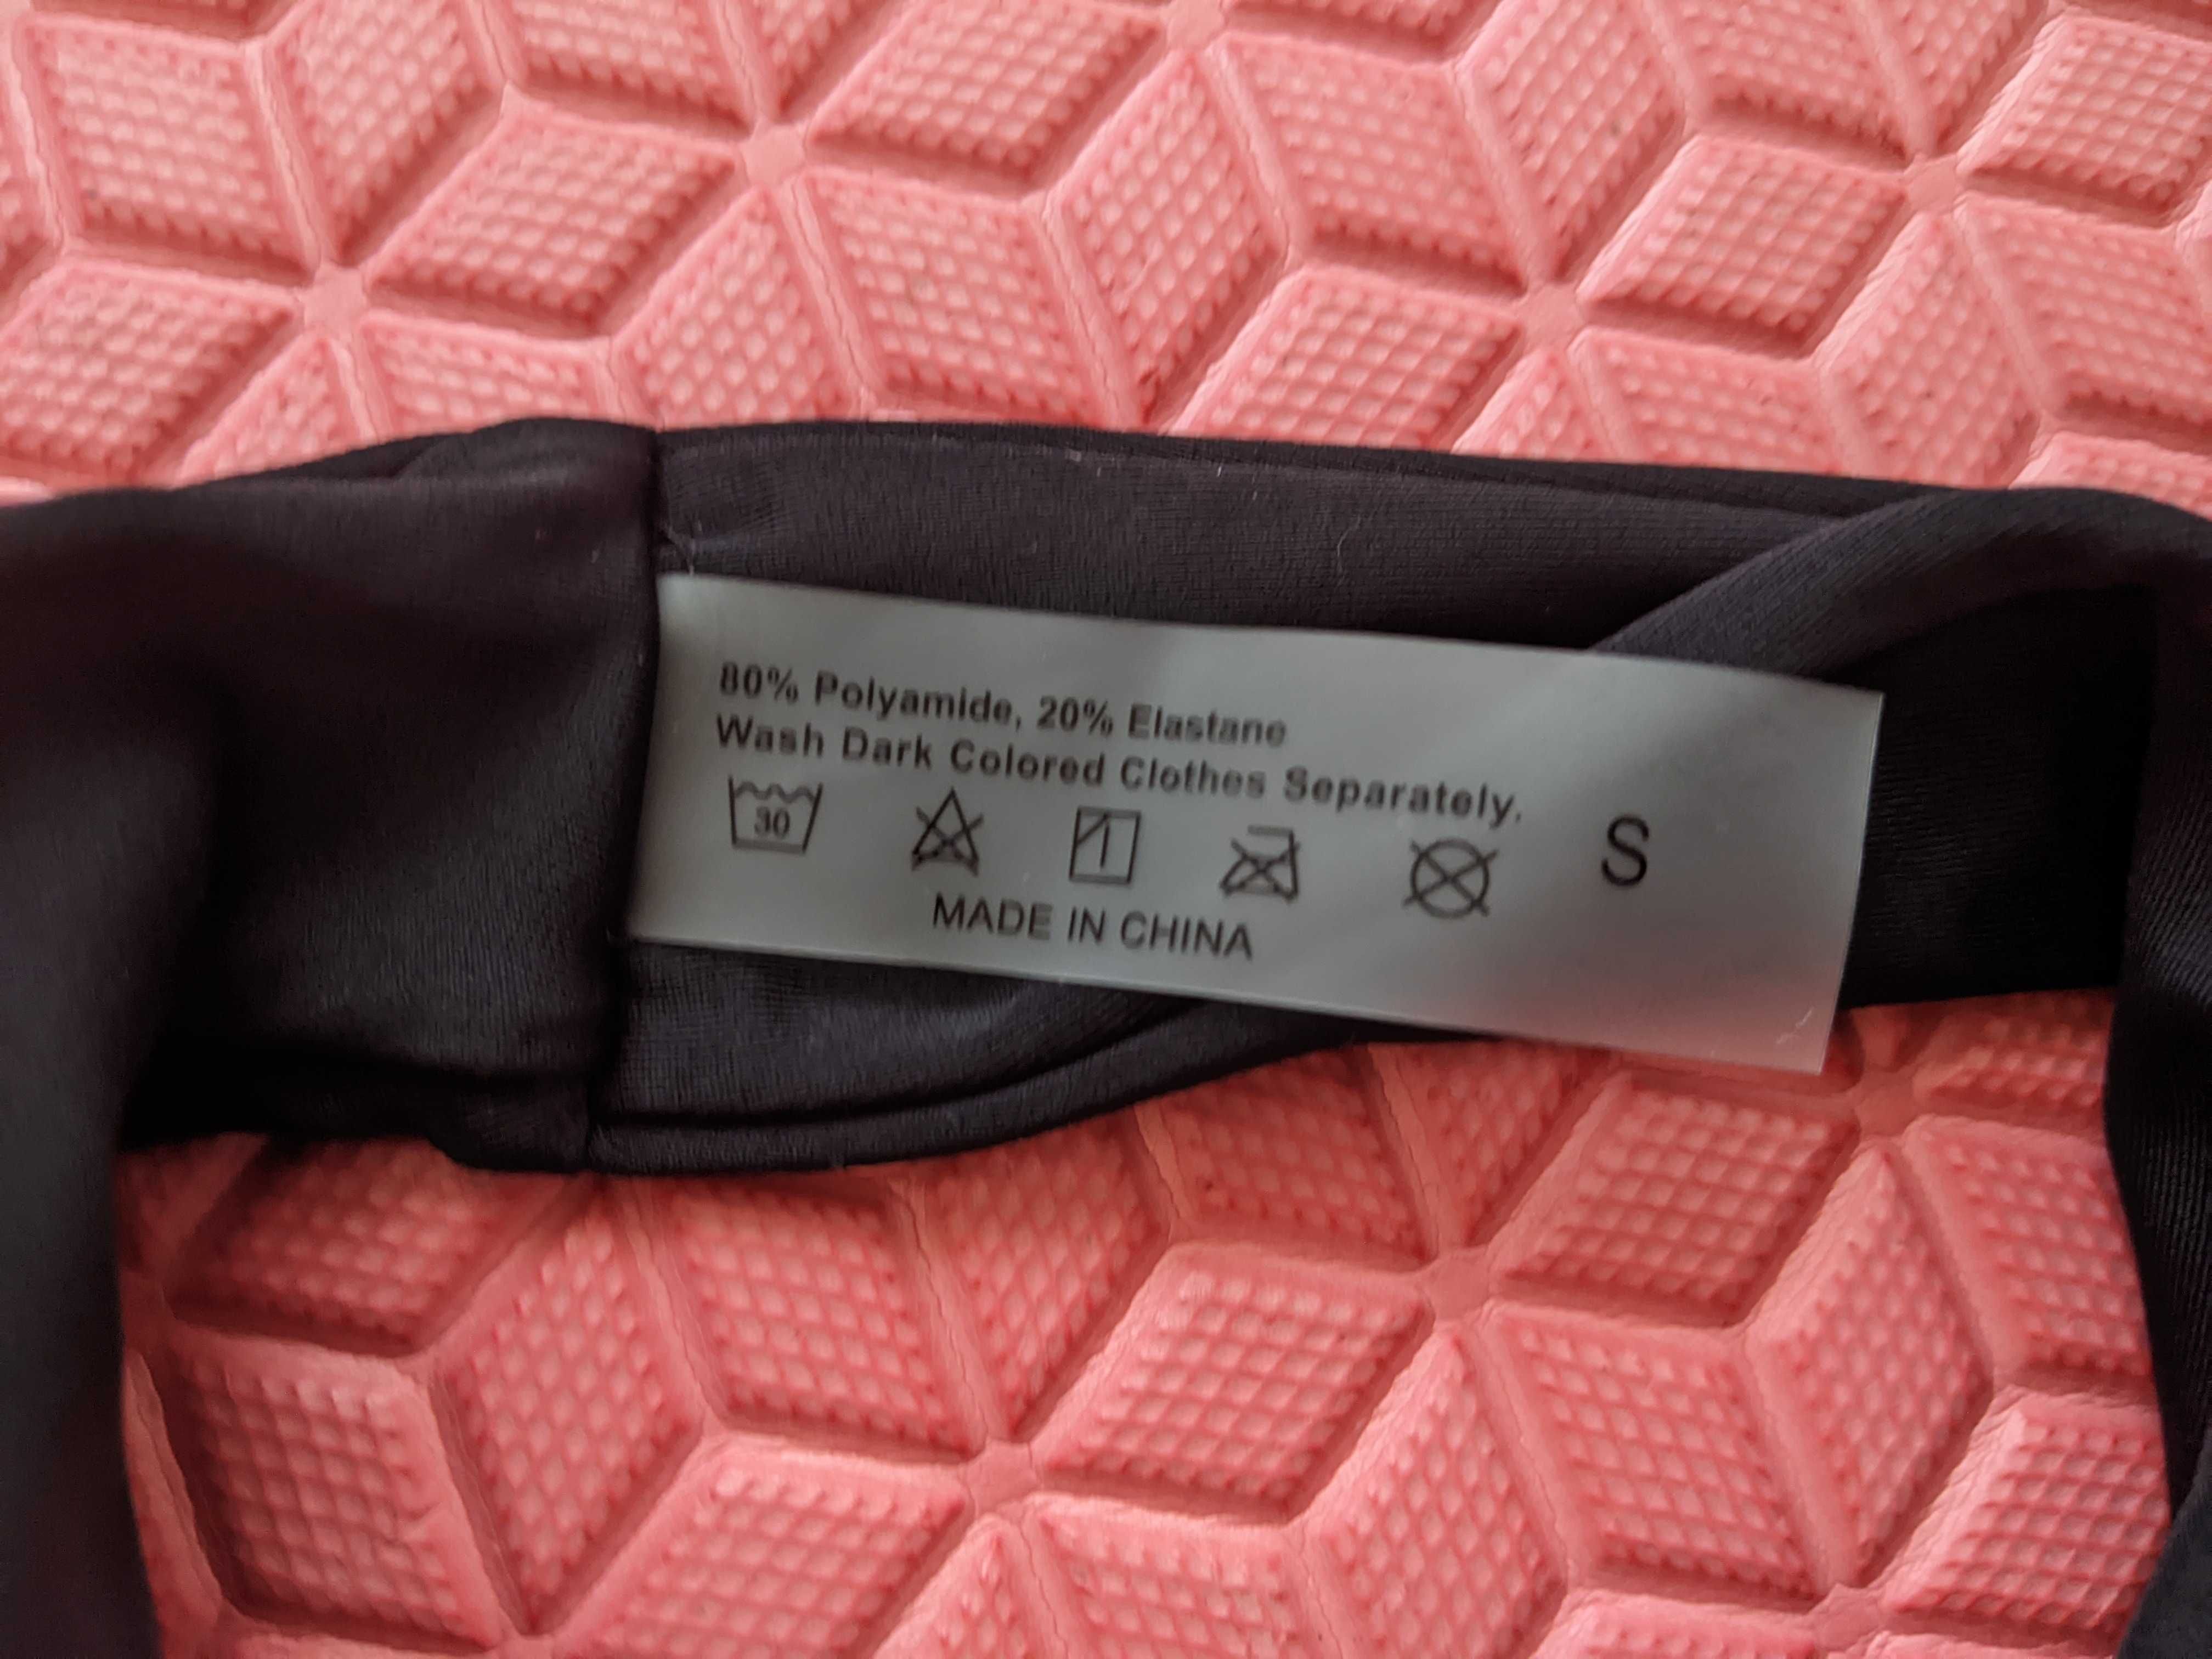 80% Polyamide, 20% Elastane
Wash Dark Colored Clothes Separately.
30
S
MADE IN CHINA